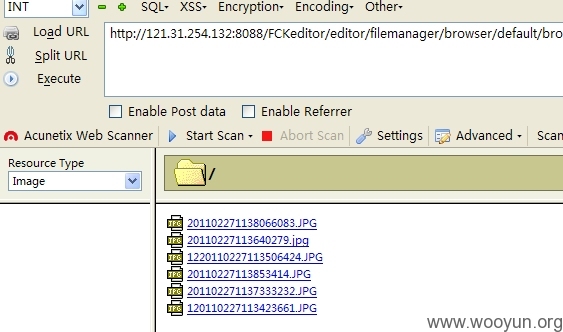 INT SQL- XSS- Encryption- Encoding- Other-
Load URL http://121.31.254.132:8088/FCKeditor/editor/filemanager/browser/default/bro
Split URL
Execute
Enable Post data Enable Referrer
Acunetix Web Scanner Start Scan Abort Scan Settings Advanced Scan
Resource Type
Image
/
201102271138066083.JPG
20110227113640279.jpg
1220110227113506424.JPG
20110227113853414.JPG
201102271137333232.JPG
120110227113423661.JPG
www.wooyun.org